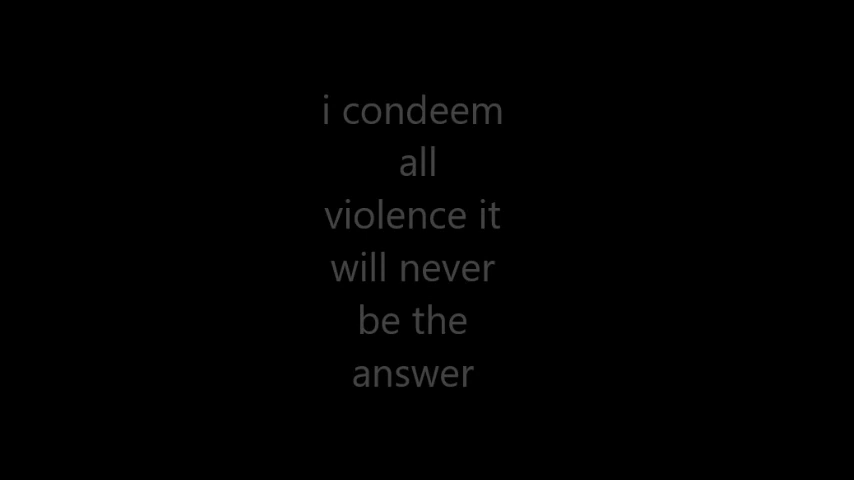 i condeem
all
violence it
will never
be the
answer